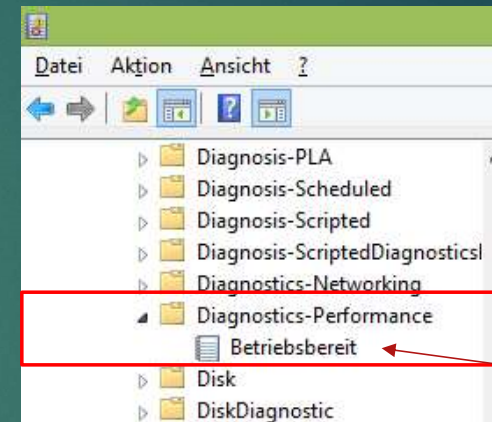 Datei Aktion Ansicht ?
Diagnosis-PLA
Diagnosis-Scheduled
Diagnosis-Scripted
Diagnosis-ScriptedDiagnosticsl
Diagnostics-Networking
Diagnostics-Performance
Betriebsbereit
Disk
DiskDiagnostic